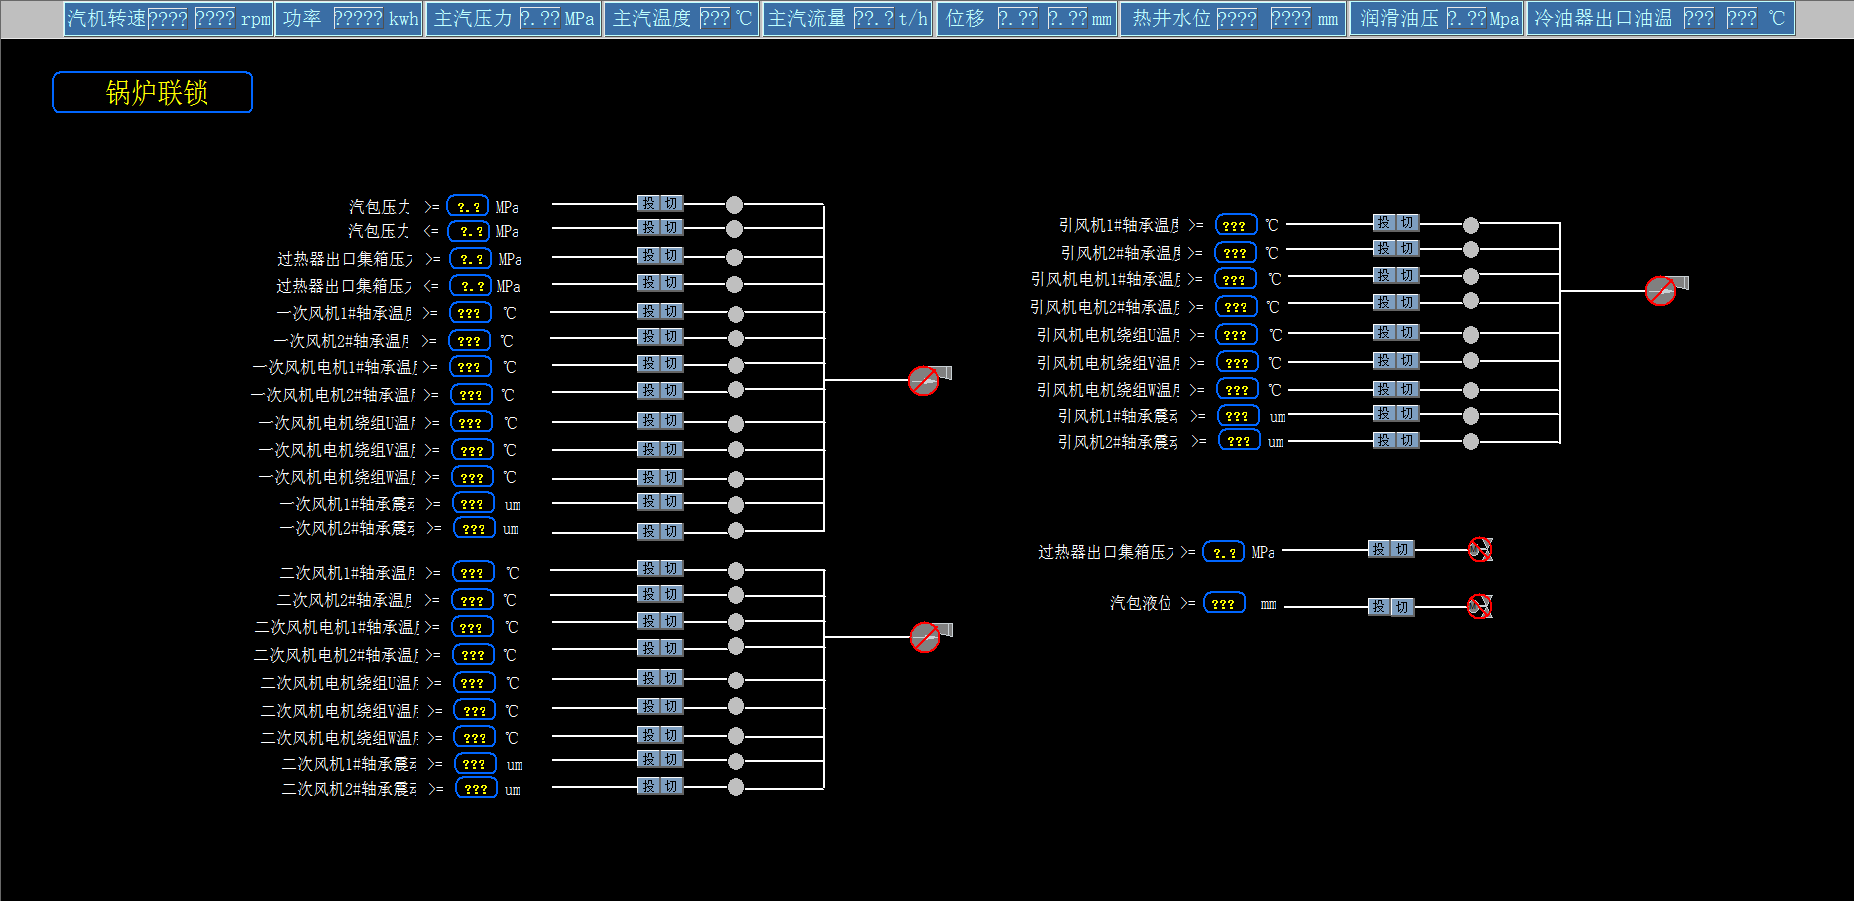 汽机转速???? ???? rpm 功率 ????? kwh 主汽压力 ?.?? MPa 主汽温度 ??? ℃ 主汽流量 ??.? t/h 位移 ?.?? ?.?? mm 热井水位 ???? ???? mm 润滑油压 ?.?? Mpa 冷油器出口油温 ??? ??? ℃
锅炉联锁
汽包压力 >= ?.? MPa 投 切
汽包压力 <= ?.? MPa 投 切
过热器出口集箱压力 >= ?.? MPa 投 切
过热器出口集箱压力 <= ?.? MPa 投 切
一次风机1#轴承温度 >= ??? ℃ 投 切
一次风机2#轴承温度 >= ??? ℃ 投 切
一次风机电机1#轴承温度 >= ??? ℃ 投 切
一次风机电机2#轴承温度 >= ??? ℃ 投 切
一次风机电机绕组U温度 >= ??? ℃ 投 切
一次风机电机绕组V温度 >= ??? ℃ 投 切
一次风机电机绕组W温度 >= ??? ℃ 投 切
一次风机1#轴承震动 >= ??? um 投 切
一次风机2#轴承震动 >= ??? um 投 切
二次风机1#轴承温度 >= ??? ℃ 投 切
二次风机2#轴承温度 >= ??? ℃ 投 切
二次风机电机1#轴承温度 >= ??? ℃ 投 切
二次风机电机2#轴承温度 >= ??? ℃ 投 切
二次风机电机绕组U温度 >= ??? ℃ 投 切
二次风机电机绕组V温度 >= ??? ℃ 投 切
二次风机电机绕组W温度 >= ??? ℃ 投 切
二次风机1#轴承震动 >= ??? um 投 切
二次风机2#轴承震动 >= ??? um 投 切
引风机1#轴承温度 >= ??? ℃ 投 切
引风机2#轴承温度 >= ??? ℃ 投 切
引风机电机1#轴承温度 >= ??? ℃ 投 切
引风机电机2#轴承温度 >= ??? ℃ 投 切
引风机电机绕组U温度 >= ??? ℃ 投 切
引风机电机绕组V温度 >= ??? ℃ 投 切
引风机电机绕组W温度 >= ??? ℃ 投 切
引风机1#轴承震动 >= ??? um 投 切
引风机2#轴承震动 >= ??? um 投 切
过热器出口集箱压力 >= ?.? MPa 投 切
汽包液位 >= ??? mm 投 切